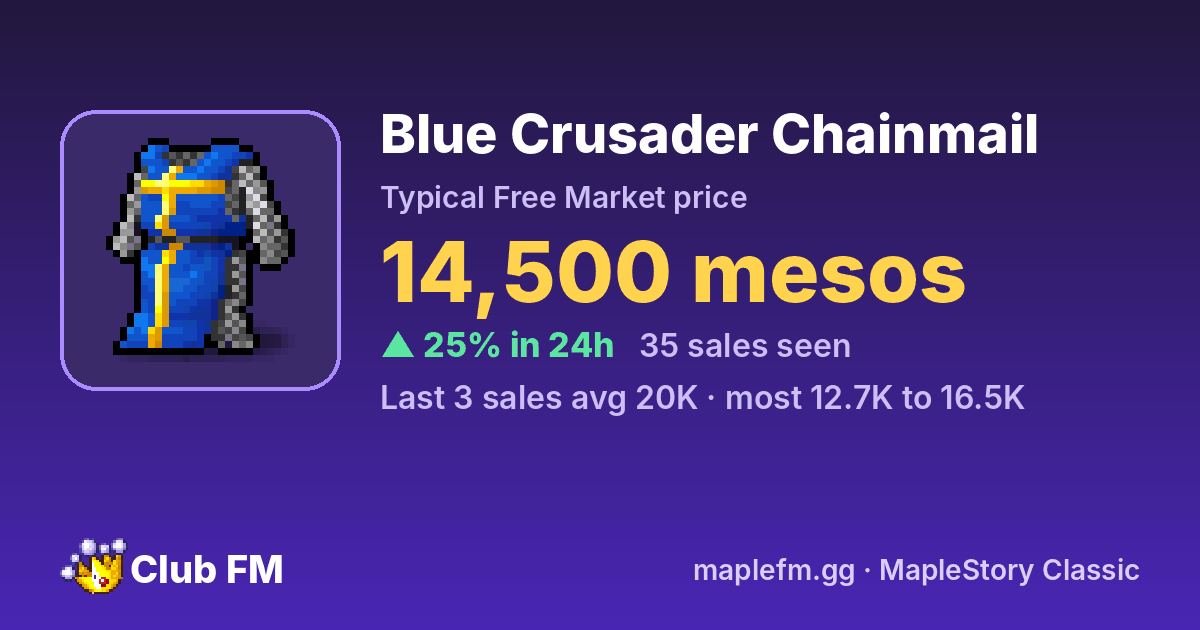 Blue Crusader Chainmail
Typical Free Market price
14,500 mesos
▲ 25% in 24h 35 sales seen
Last 3 sales avg 20K · most 12.7K to 16.5K
Club FM
maplefm.gg · MapleStory Classic